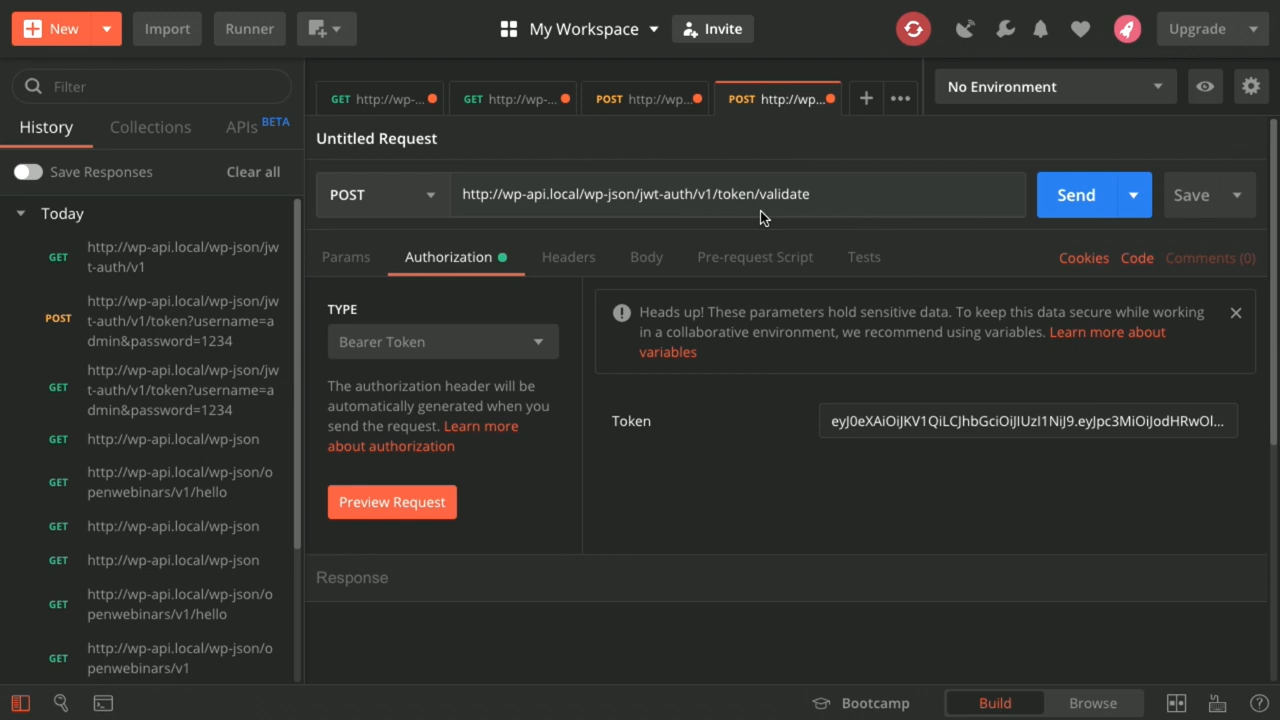 New
Import
Runner
My Workspace
Invite
Upgrade
Filter
GET http://wp-...
GET http://wp-...
POST http://wp...
POST http://wp...
No Environment
History
Collections
APIs BETA
Untitled Request
Save Responses
Clear all
POST
http://wp-api.local/wp-json/jwt-auth/v1/token/validate
Send
Save
Today
GET http://wp-api.local/wp-json/jw
t-auth/v1
POST http://wp-api.local/wp-json/jw
t-auth/v1/token?username=a
dmin&password=1234
GET http://wp-api.local/wp-json/jw
t-auth/v1/token?username=a
dmin&password=1234
GET http://wp-api.local/wp-json
GET http://wp-api.local/wp-json/o
penwebinars/v1/hello
GET http://wp-api.local/wp-json
GET http://wp-api.local/wp-json
GET http://wp-api.local/wp-json/o
penwebinars/v1/hello
GET http://wp-api.local/wp-json/o
penwebinars/v1
Params
Authorization
Headers
Body
Pre-request Script
Tests
Cookies
Code
Comments (0)
TYPE
Bearer Token
The authorization header will be
automatically generated when you
send the request. Learn more
about authorization
Preview Request
Heads up! These parameters hold sensitive data. To keep this data secure while working
in a collaborative environment, we recommend using variables. Learn more about
variables
Token
eyJ0eXAiOiJKV1QiLCJhbGciOiJIUzI1NiJ9.eyJpc3MiOiJodHRwOl...
Response
Bootcamp
Build
Browse